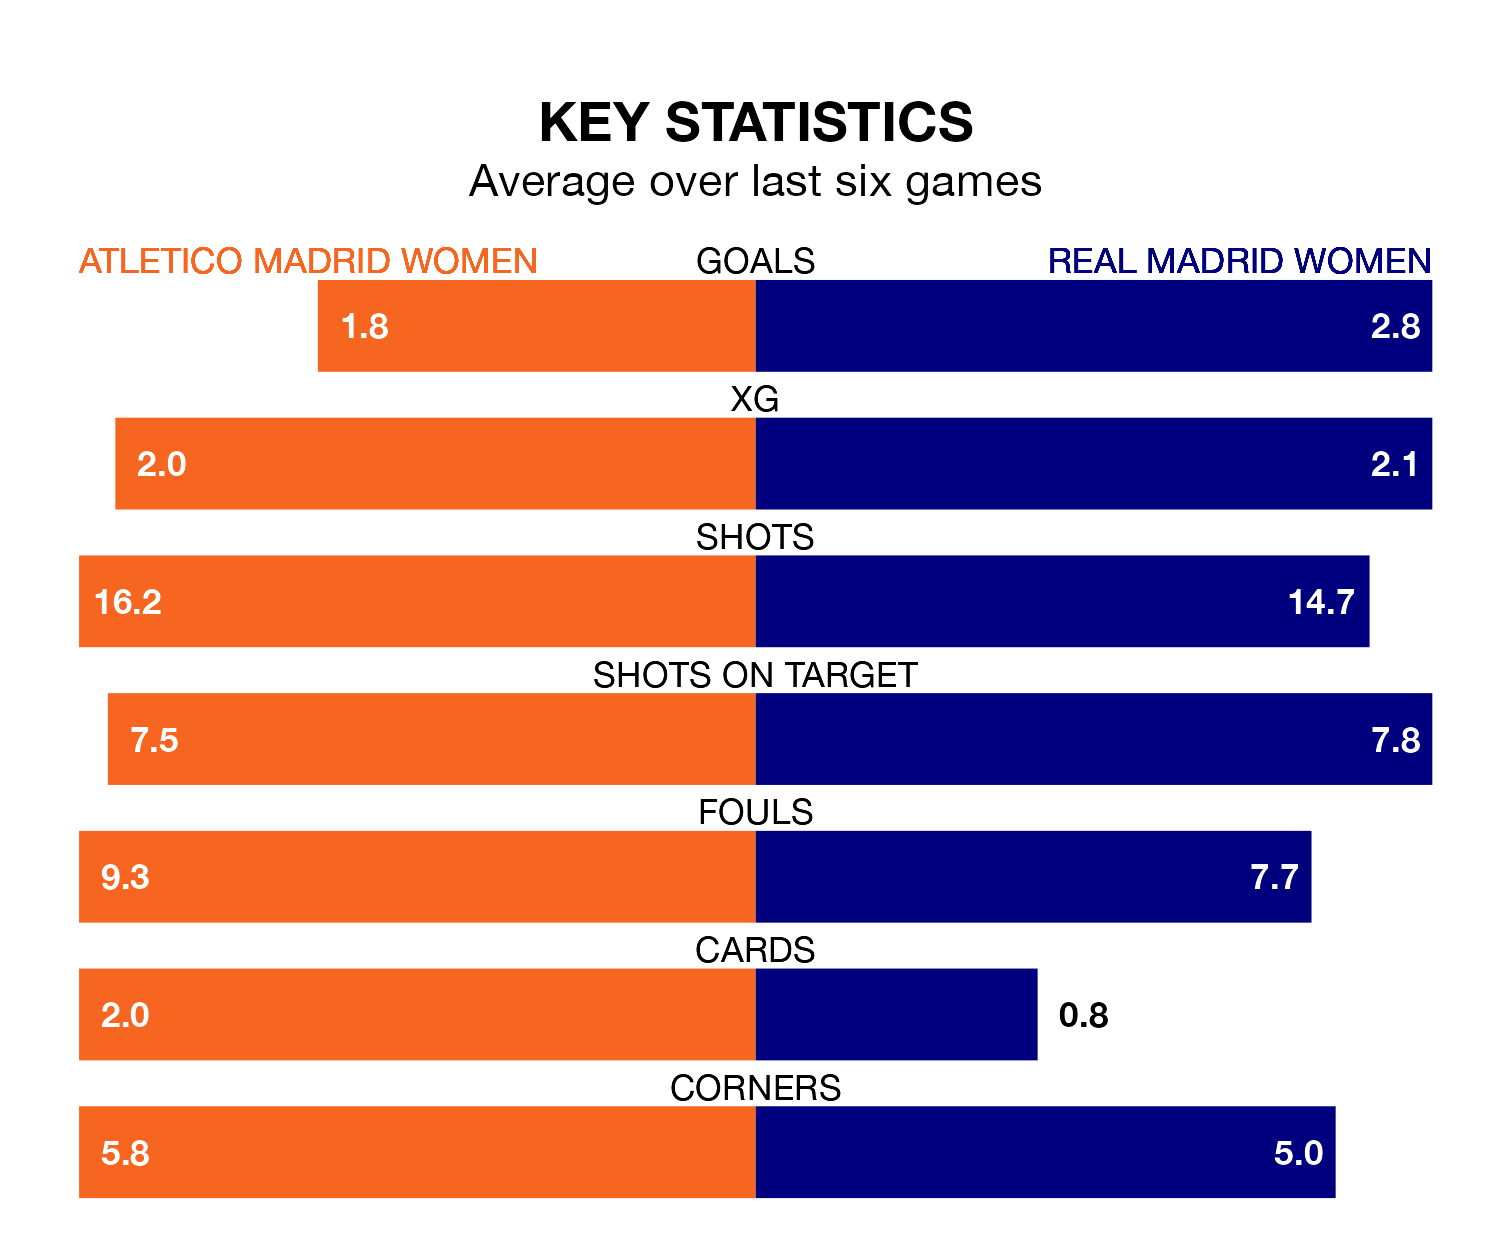 KEY STATISTICS
Average over last six games
ATLETICO MADRID WOMEN GOALS REAL MADRID WOMEN
1.8 2.8
XG
2.0 2.1
SHOTS
16.2 14.7
SHOTS ON TARGET
7.5 7.8
FOULS
9.3 7.7
CARDS
2.0 0.8
CORNERS
5.8 5.0